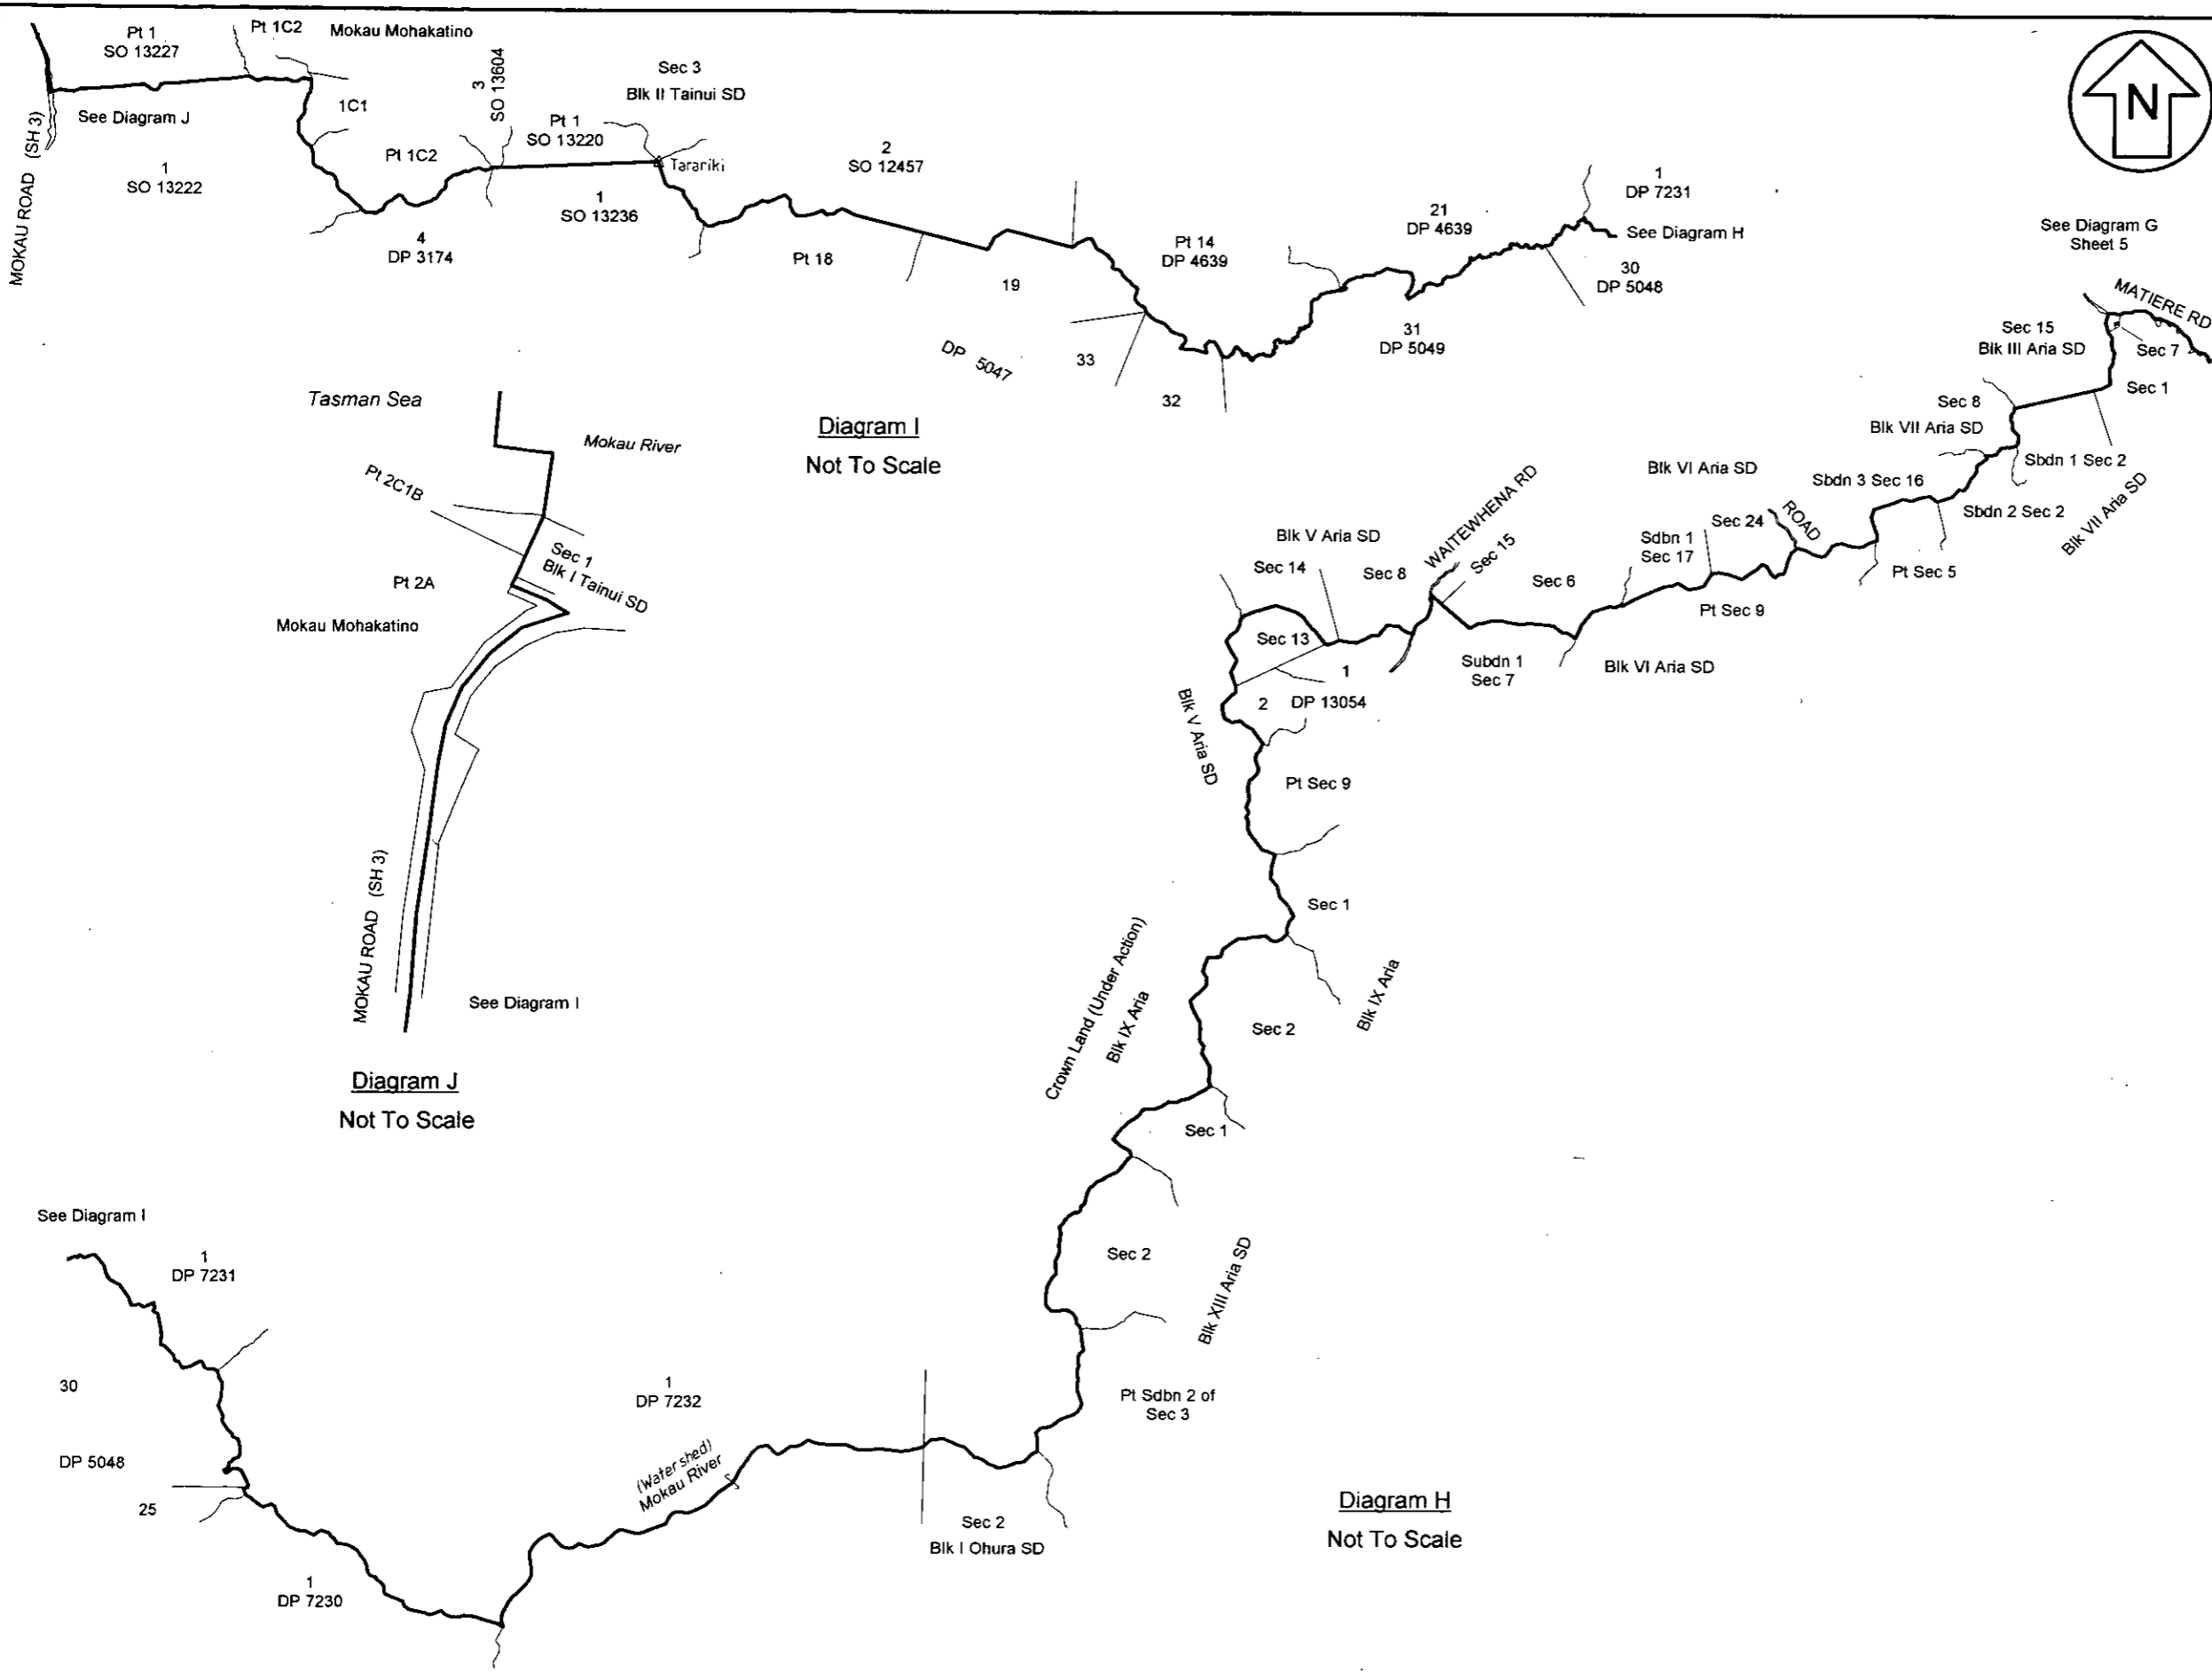 Pt 1
SO 13227
Pt 1C2
Mokau Mohakatino
See Diagram J
1C1
MOKAU ROAD (SH 3)
1
SO 13222
Pt 1C2
3
SO 13604
Pt 1
SO 13220
Sec 3
Blk II Tainui SD
Tarariki
2
SO 12457
4
DP 3174
1
SO 13236
Pt 18
19
DP 5047
33
32
Pt 14
DP 4639
21
DP 4639
31
DP 5049
1
DP 7231
See Diagram H
30
DP 5048
Diagram I
Not To Scale
N
See Diagram G
Sheet 5
MATIERE RD
Sec 15
Blk III Aria SD
Sec 7
Sec 1
Sec 8
Blk VII Aria SD
Sbdn 1 Sec 2
Blk VII Aria SD
Sbdn 2 Sec 2
Blk VI Aria SD
Sbdn 3 Sec 16
ROAD
Sec 24
Sdbn 1
Sec 17
Pt Sec 5
Pt Sec 9
Sec 6
Blk VI Aria SD
WAITEWHENA RD
Sec 15
Subdn 1
Sec 7
Blk V Aria SD
Sec 14
Sec 8
Sec 13
1
2
DP 13054
Blk V Aria SD
Pt Sec 9
Sec 1
Blk IX Aria
Crown Land (Under Action)
Blk IX Aria
Sec 2
Sec 1
Sec 2
Blk XIII Aria SD
Pt Sdbn 2 of
Sec 3
Tasman Sea
Mokau River
Pt 2C1B
Sec 1
Blk I Tainui SD
Pt 2A
Mokau Mohakatino
MOKAU ROAD (SH 3)
See Diagram I
Diagram J
Not To Scale
See Diagram I
1
DP 7231
30
DP 5048
25
1
DP 7230
1
DP 7232
(Water shed)
Mokau River
Sec 2
Blk I Ohura SD
Diagram H
Not To Scale